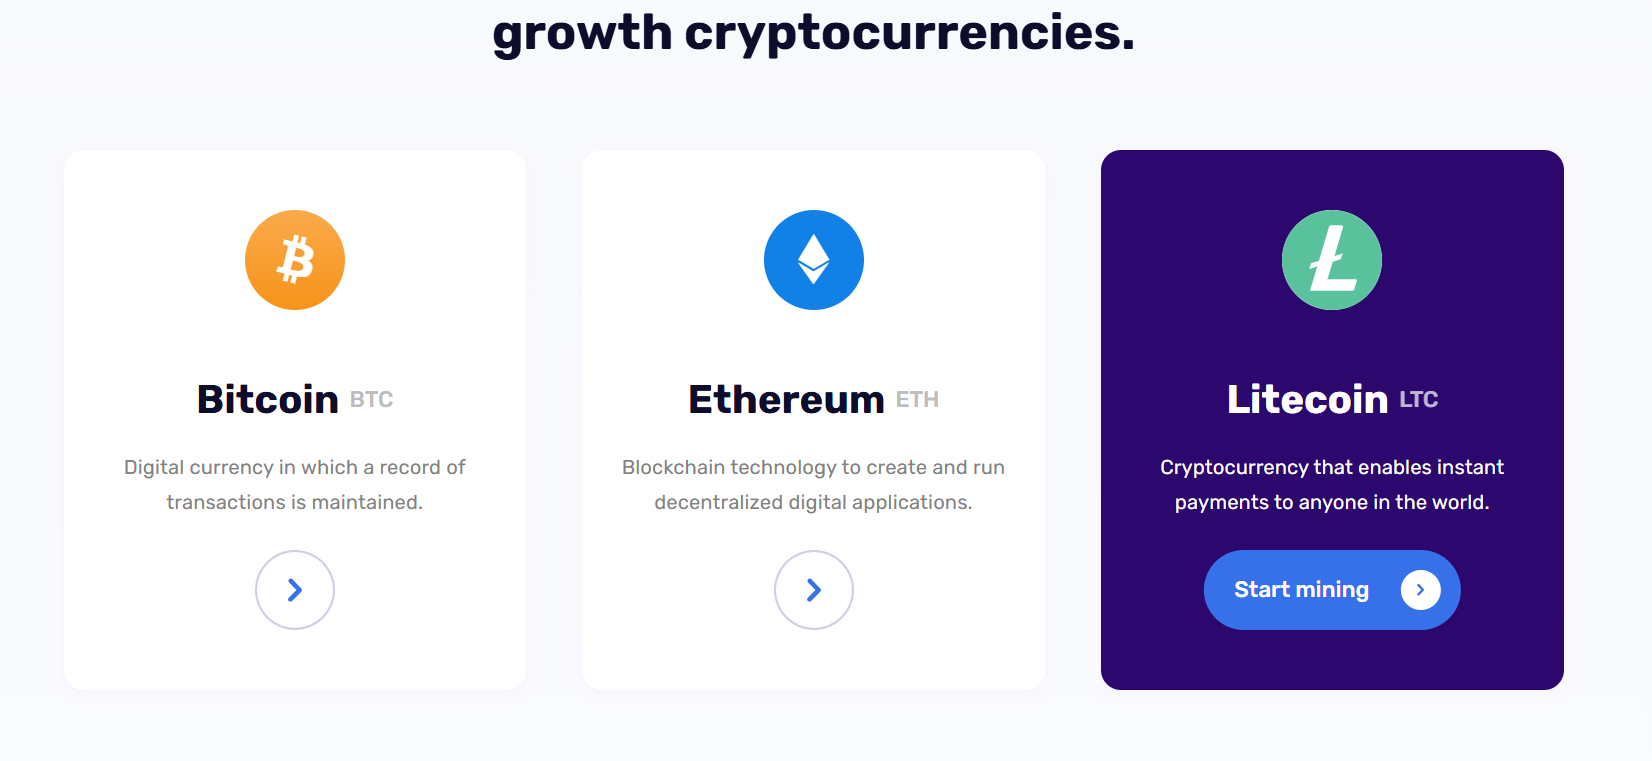 growth cryptocurrencies.
Bitcoin BTC
Digital currency in which a record of
transactions is maintained.
Ethereum ETH
Blockchain technology to create and run
decentralized digital applications.
Litecoin LTC
Cryptocurrency that enables instant
payments to anyone in the world.
Start mining